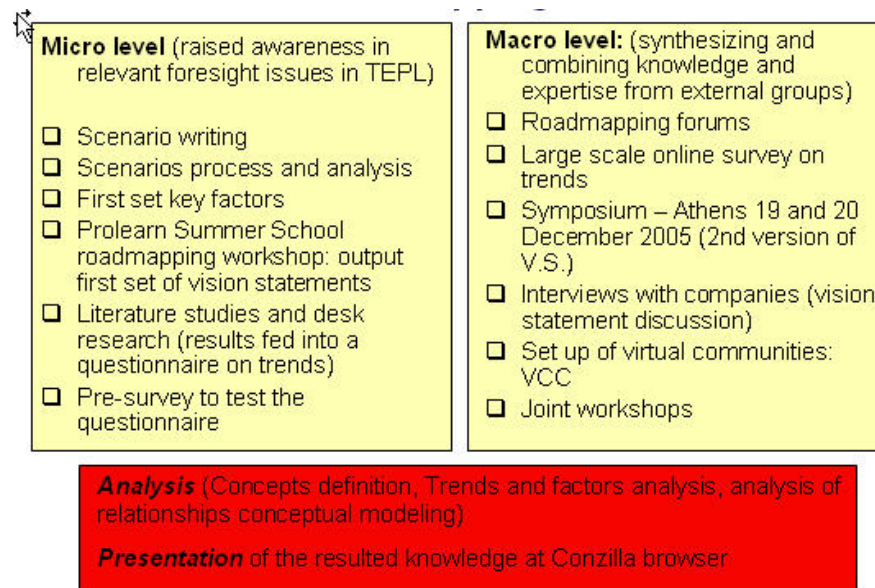 Micro level (raised awareness in
relevant foresight issues in TEPL)
❑ Scenario writing
❑ Scenarios process and analysis
❑ First set key factors
❑ Prolearn Summer School
roadmapping workshop: output
first set of vision statements
❑ Literature studies and desk
research (results fed into a
questionnaire on trends)
❑ Pre-survey to test the
questionnaire
Macro level: (synthesizing and
combining knowledge and
expertise from external groups)
❑ Roadmapping forums
❑ Large scale online survey on
trends
❑ Symposium – Athens 19 and 20
December 2005 (2nd version of
V.S.)
❑ Interviews with companies (vision
statement discussion)
❑ Set up of virtual communities:
VCC
❑ Joint workshops
Analysis (Concepts definition, Trends and factors analysis, analysis of
relationships conceptual modeling)
Presentation of the resulted knowledge at Conzilla browser